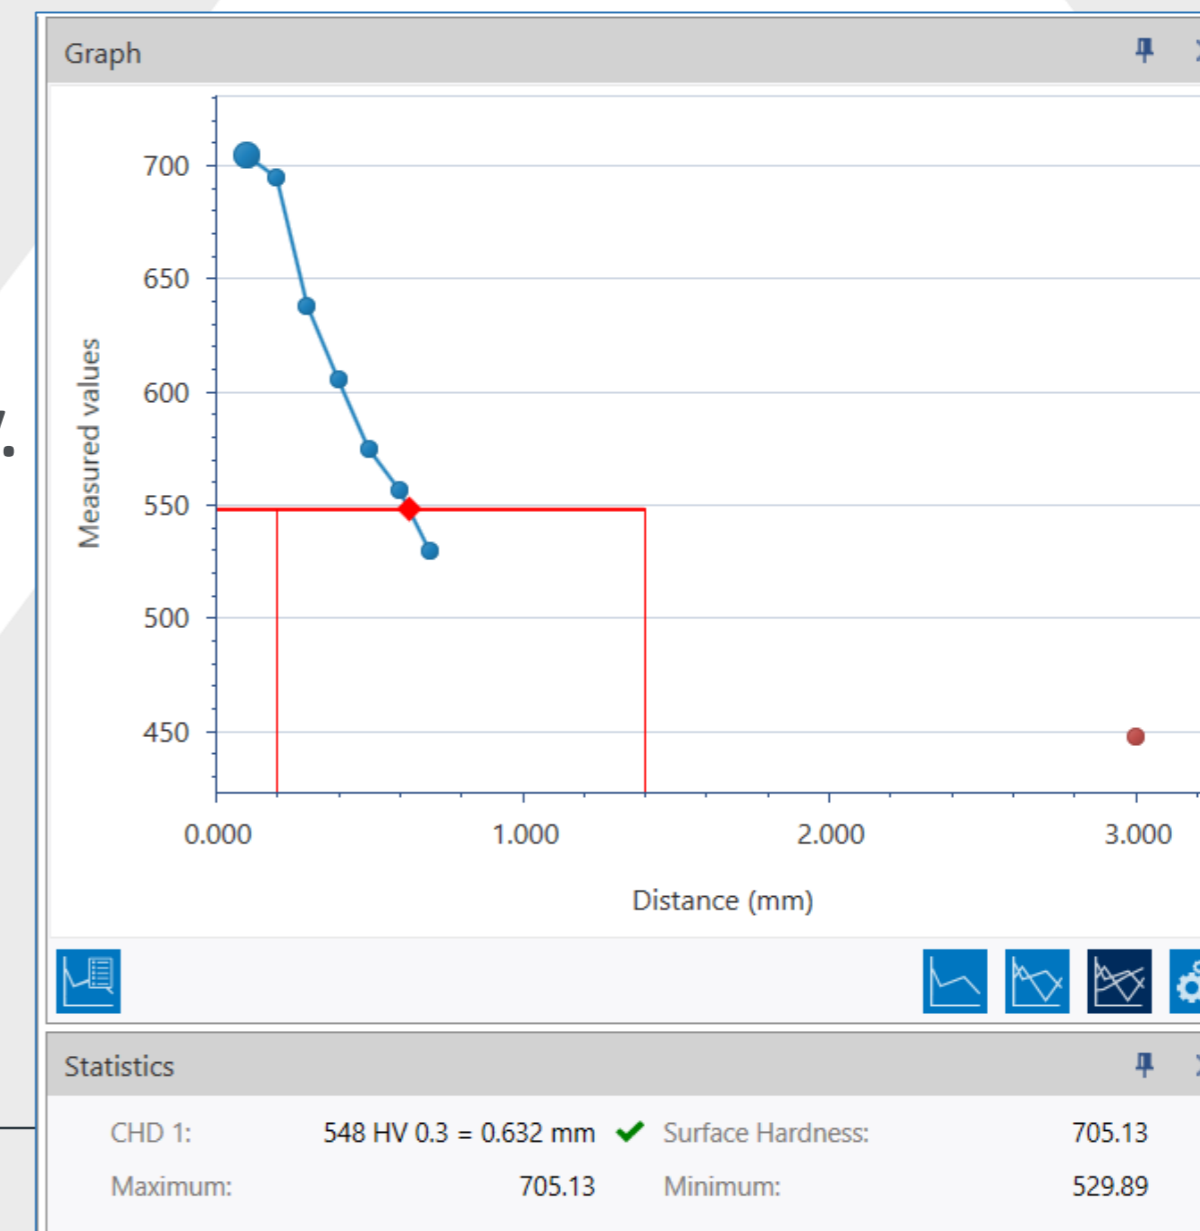 Graph
700
650
600
550
500
450
Measured values
0.000 1.000 2.000 3.000
Distance (mm)
Statistics
CHD 1: 548 HV 0.3 = 0.632 mm Surface Hardness: 705.13
Maximum: 705.13 Minimum: 529.89